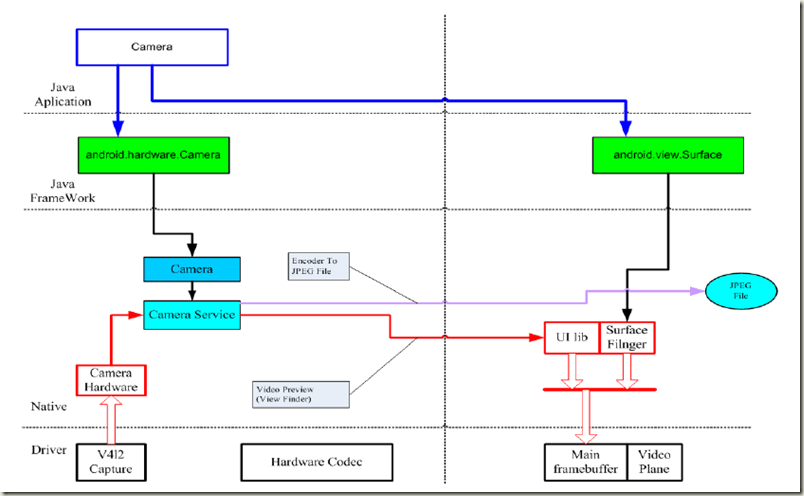 Camera
Java
Aplication
android.hardware.Camera
android.view.Surface
Java
FrameWork
Encoder To
JPEG File
Camera
JPEG
File
Camera Service
UI lib
Surface
Filnger
Camera
Hardware
Video Preview
(View Finder)
Native
Driver
V4l2
Capture
Hardware Codec
Main
framebuffer
Video
Plane